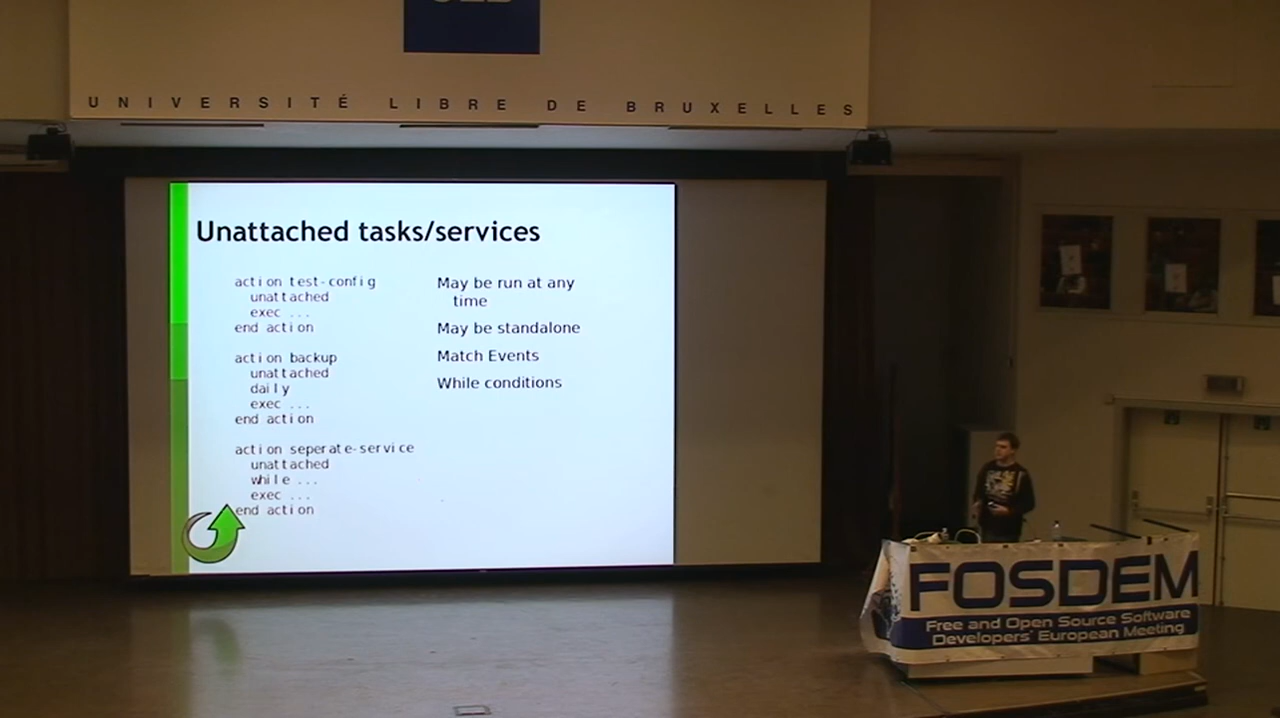 UNIVERSITÉ LIBRE DE BRUXELLES
Unattached tasks/services
action test-config
unattached
exec ...
end action
action backup
unattached
daily
exec ...
end action
action seperate-service
unattached
while ...
exec ...
end action
May be run at any
time
May be standalone
Match Events
While conditions
FOSDEM
Free and Open Source Software
Developers' European Meeting